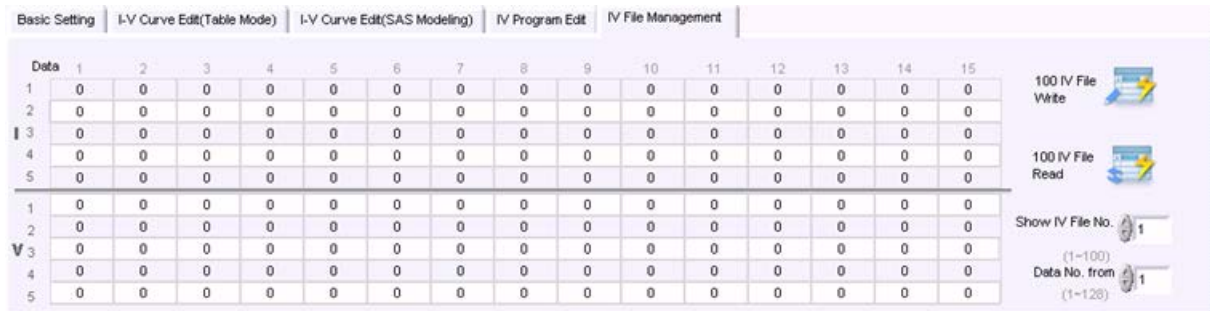 Basic Setting I-V Curve Edit(Table Mode) I-V Curve Edit(SAS Modeling) IV Program Edit IV File Management
Data 1 2 3 4 5 6 7 8 9 10 11 12 13 14 15
1 0 0 0 0 0 0 0 0 0 0 0 0 0 0 0
2 0 0 0 0 0 0 0 0 0 0 0 0 0 0 0
I 3 0 0 0 0 0 0 0 0 0 0 0 0 0 0 0
4 0 0 0 0 0 0 0 0 0 0 0 0 0 0 0
5 0 0 0 0 0 0 0 0 0 0 0 0 0 0 0
1 0 0 0 0 0 0 0 0 0 0 0 0 0 0 0
2 0 0 0 0 0 0 0 0 0 0 0 0 0 0 0
V 3 0 0 0 0 0 0 0 0 0 0 0 0 0 0 0
4 0 0 0 0 0 0 0 0 0 0 0 0 0 0 0
5 0 0 0 0 0 0 0 0 0 0 0 0 0 0 0
100 IV File
Write
100 IV File
Read
Show IV File No. 1
(1~100)
Data No. from 1
(1~128)